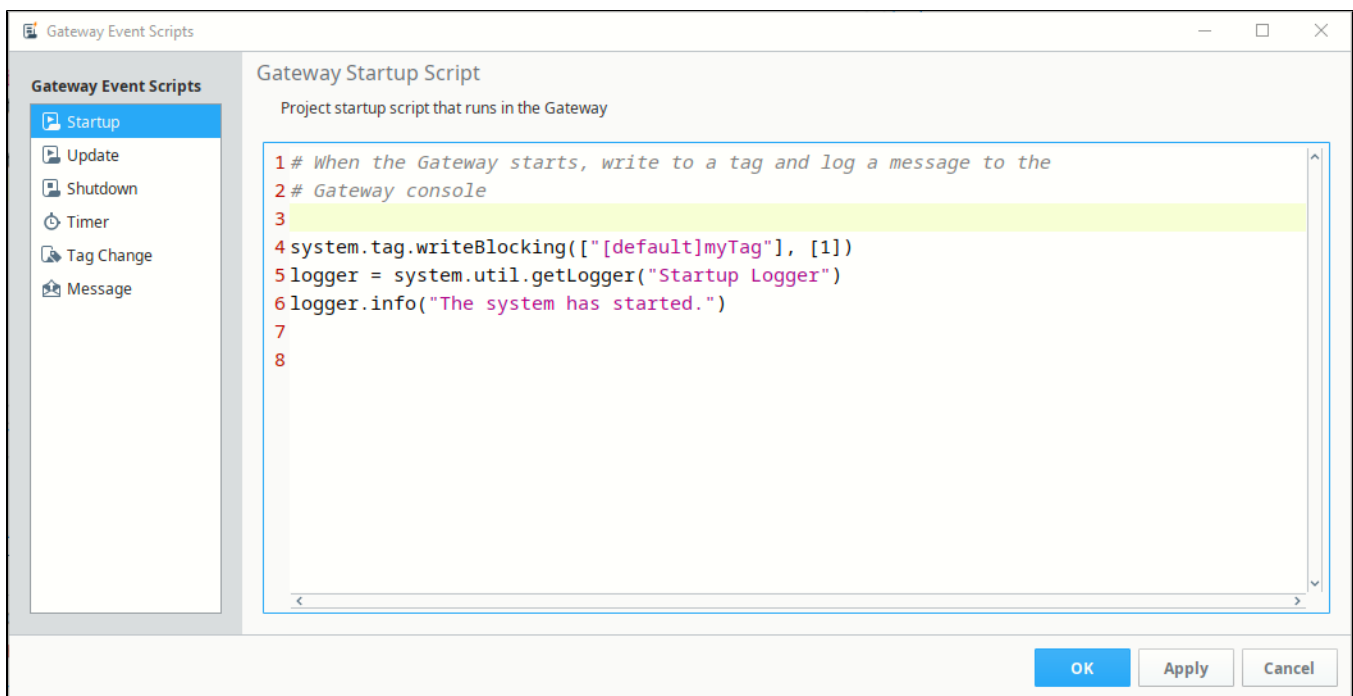 Gateway Event Scripts
Gateway Event Scripts
Startup
Update
Shutdown
Timer
Tag Change
Message
Gateway Startup Script
Project startup script that runs in the Gateway
1 # When the Gateway starts, write to a tag and log a message to the
2 # Gateway console
3
4 system.tag.writeBlocking(["[default]myTag"], [1])
5 logger = system.util.getLogger("Startup Logger")
6 logger.info("The system has started.")
7
8
OK Apply Cancel